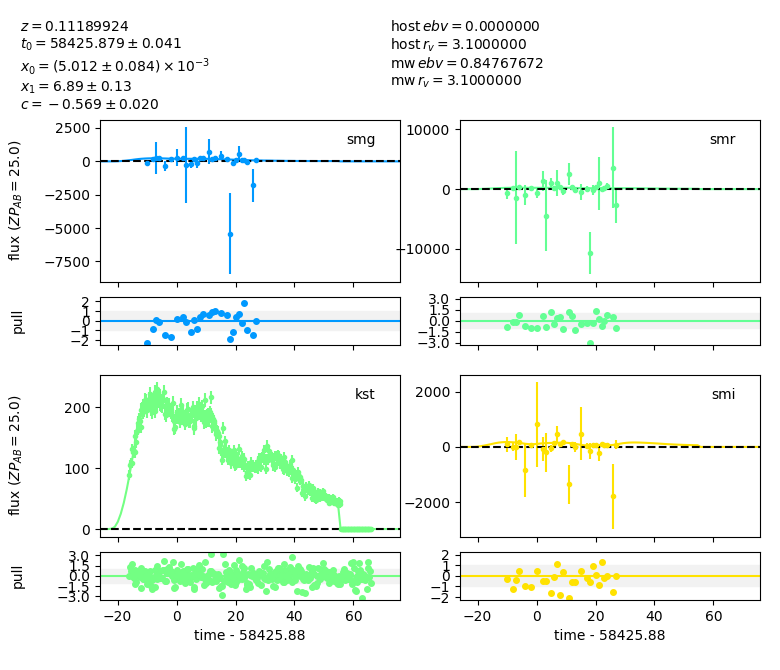 z = 0.11189924
t₀ = 58425.879 ± 0.041
x₀ = (5.012 ± 0.084) × 10⁻³
x₁ = 6.89 ± 0.13
c = −0.569 ± 0.020
host ebv = 0.0000000
host r_v = 3.1000000
mw ebv = 0.84767672
mw r_v = 3.1000000
flux (ZP_AB = 25.0)
2500
0
−2500
−5000
−7500
smg
10000
0
−10000
smr
pull
2
1
0
−1
−2
3.0
1.5
0.0
−1.5
−3.0
flux (ZP_AB = 25.0)
200
100
0
kst
2000
0
−2000
smi
pull
3.0
1.5
0.0
−1.5
−3.0
2
1
0
−1
−2
−20 0 20 40 60
−20 0 20 40 60
time - 58425.88
time - 58425.88